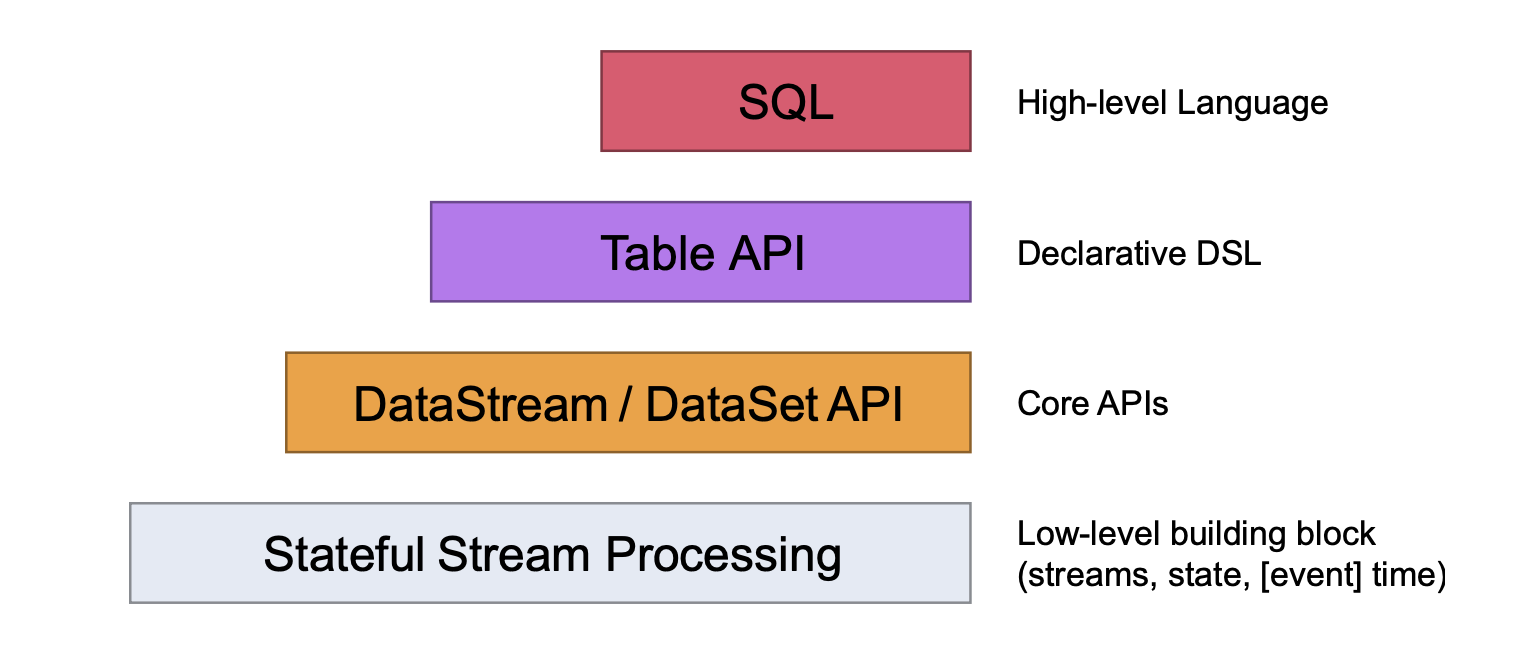 SQL
High-level Language
Table API
Declarative DSL
DataStream / DataSet API
Core APIs
Stateful Stream Processing
Low-level building block
(streams, state, [event] time)